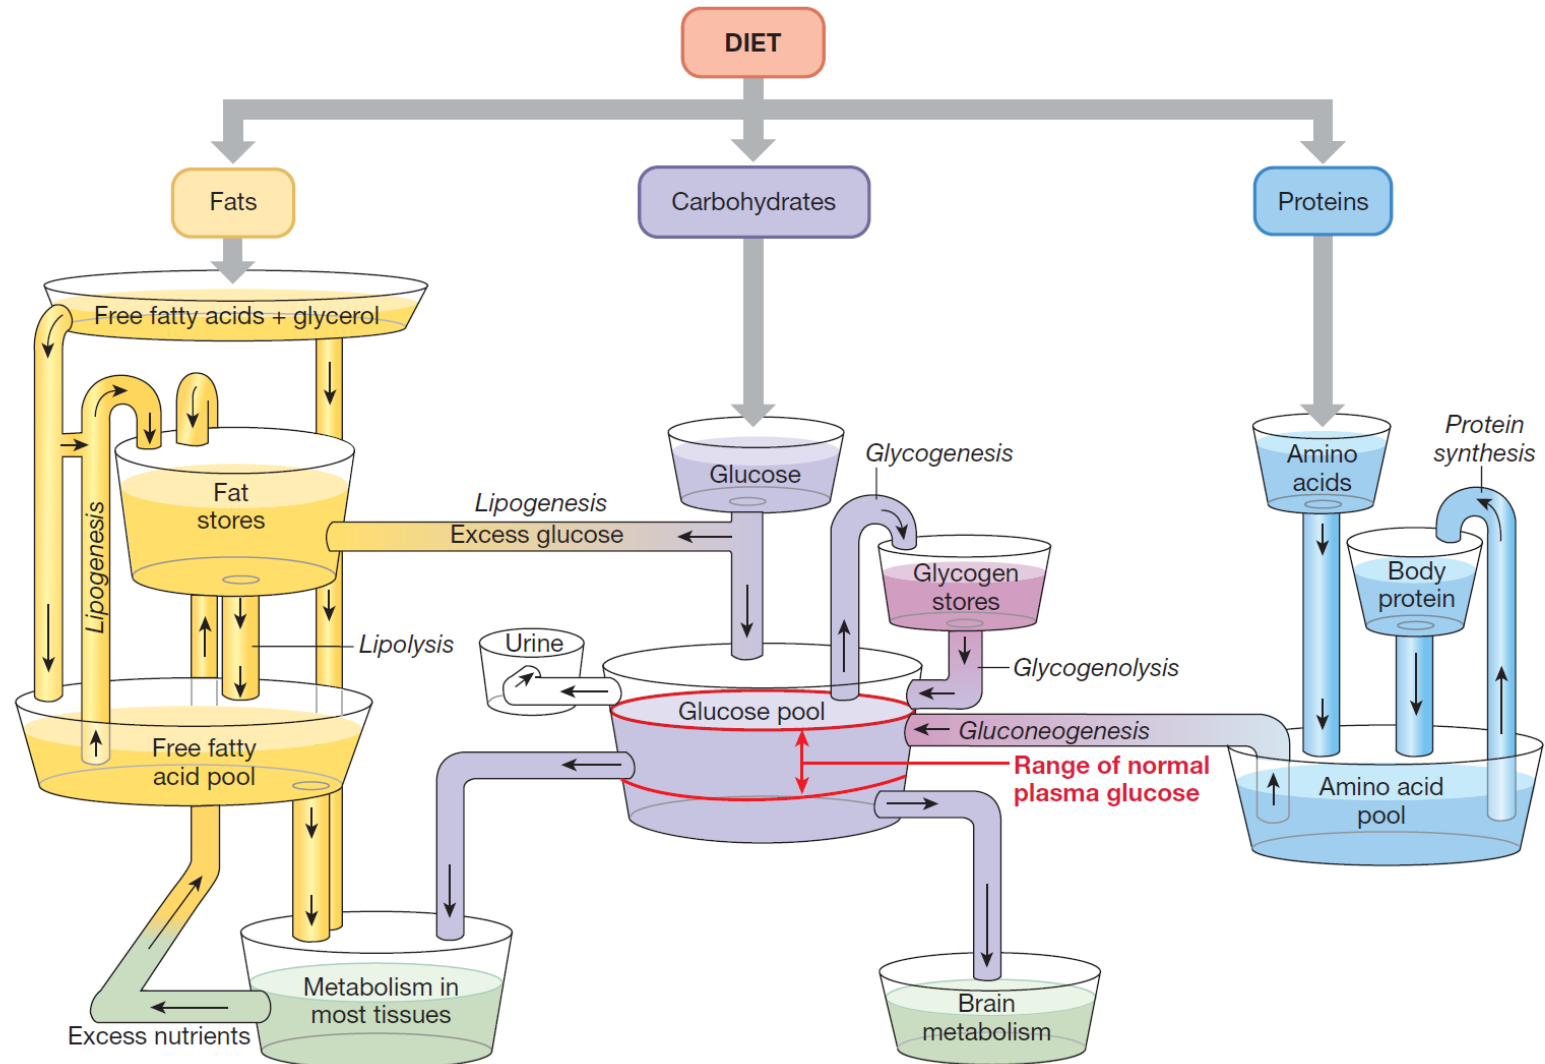 DIET
Fats
Carbohydrates
Proteins
Free fatty acids + glycerol
Fat
stores
Lipogenesis
Lipogenesis
Excess glucose
Lipolysis
Free fatty
acid pool
Glucose
Glycogenesis
Glycogen
stores
Glycogenolysis
Urine
Glucose pool
Gluconeogenesis
Range of normal
plasma glucose
Amino
acids
Protein
synthesis
Body
protein
Amino acid
pool
Metabolism in
most tissues
Excess nutrients
Brain
metabolism